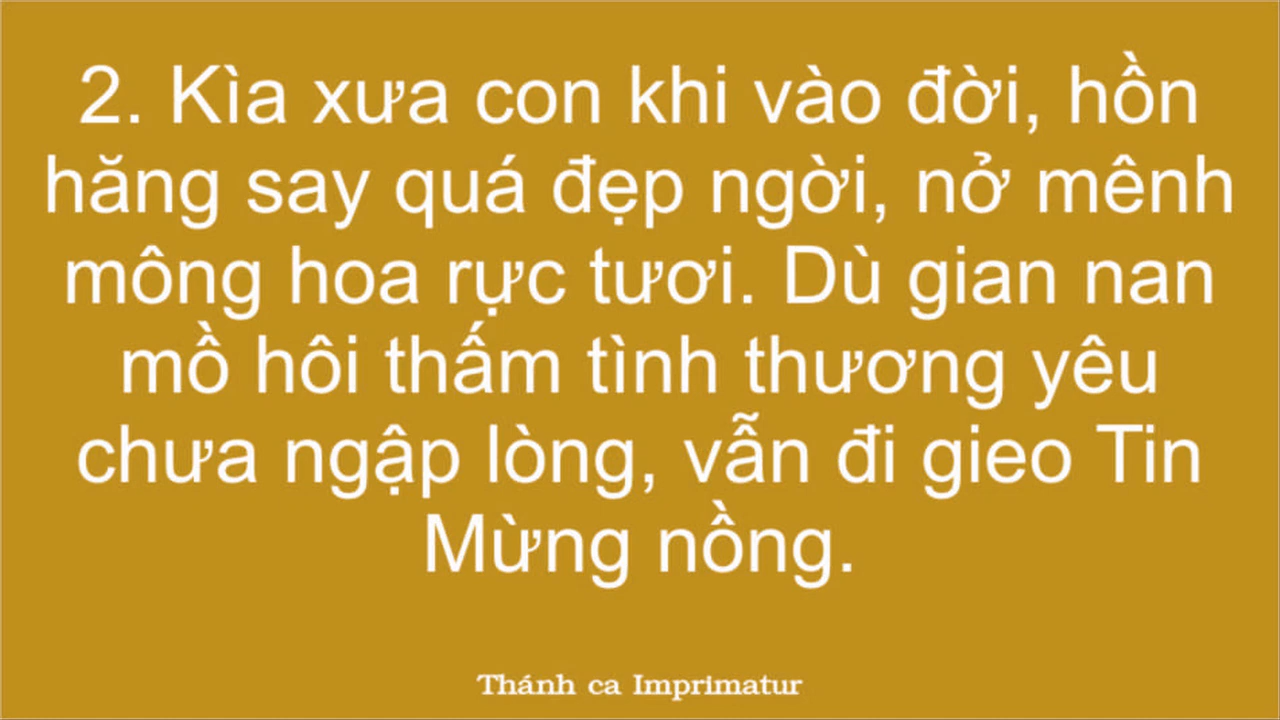 2. Kìa xưa con khi vào đời, hồn
hăng say quá đẹp ngời, nở mênh
mông hoa rực tươi. Dù gian nan
mồ hôi thấm tình thương yêu
chưa ngập lòng, vẫn đi gieo Tin
Mừng nồng.
Thánh ca Imprimatur